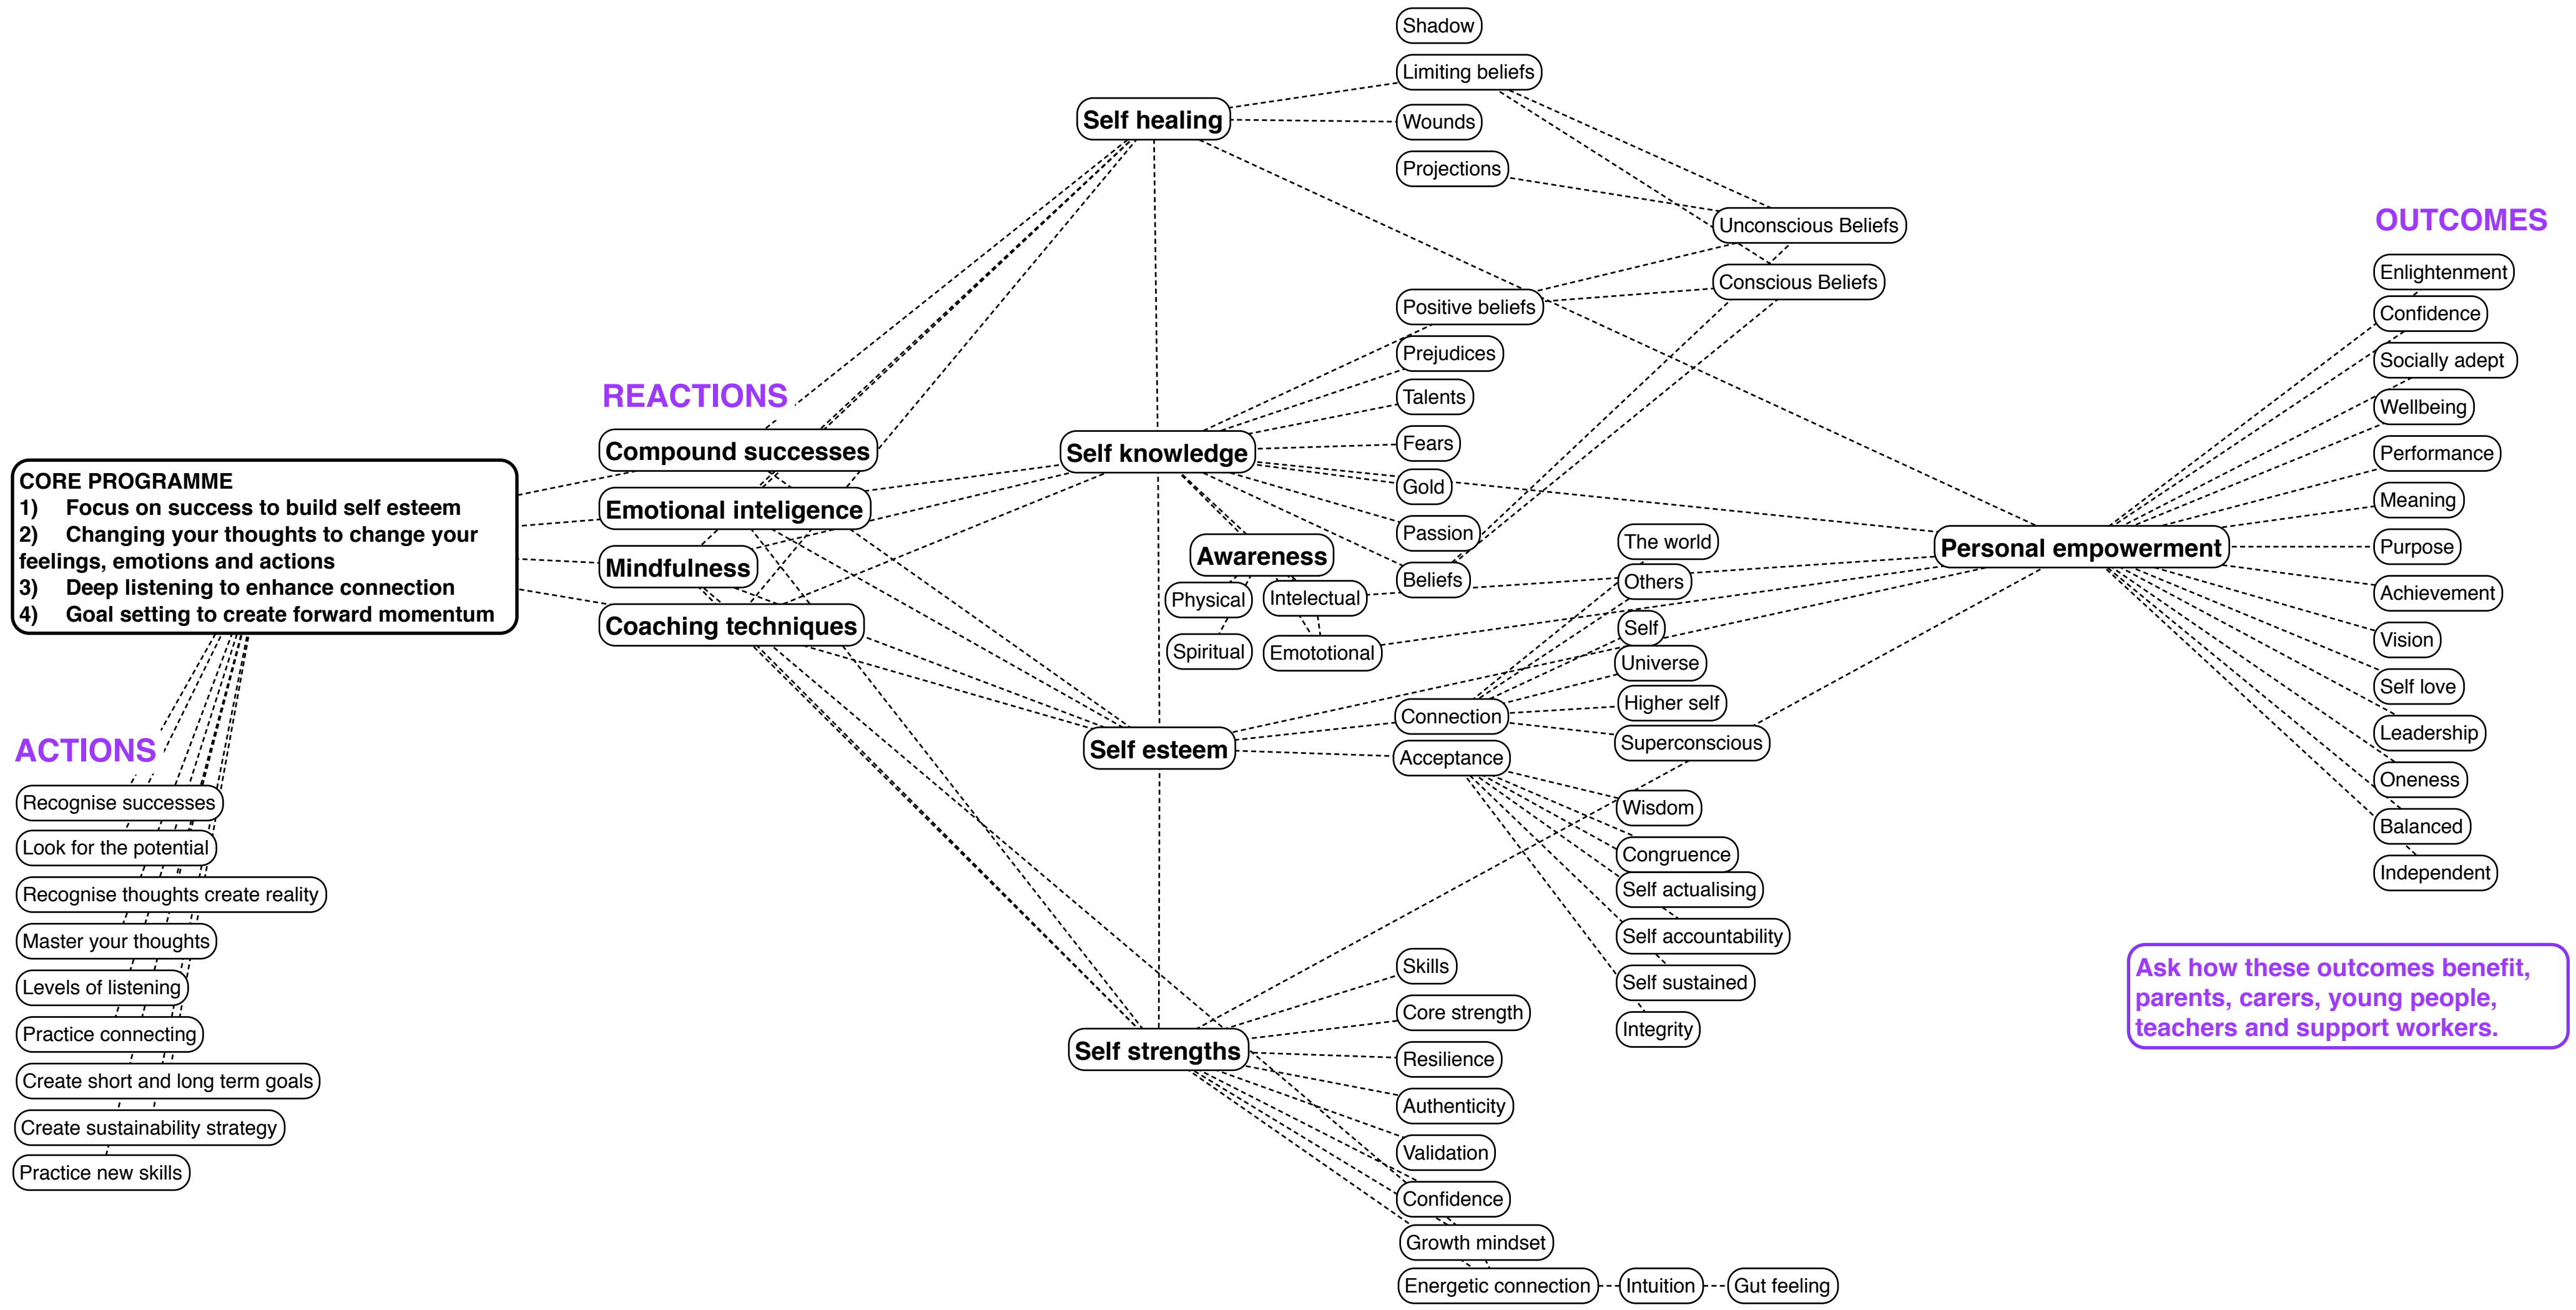 CORE PROGRAMME
1) Focus on success to build self esteem
2) Changing your thoughts to change your
feelings, emotions and actions
3) Deep listening to enhance connection
4) Goal setting to create forward momentum
ACTIONS
Recognise successes
Look for the potential
Recognise thoughts create reality
Master your thoughts
Levels of listening
Practice connecting
Create short and long term goals
Create sustainability strategy
Practice new skills
REACTIONS
Compound successes
Emotional inteligence
Mindfulness
Coaching techniques
Self healing
Shadow
Limiting beliefs
Wounds
Projections
Unconscious Beliefs
Conscious Beliefs
Self knowledge
Positive beliefs
Prejudices
Talents
Fears
Gold
Passion
Beliefs
Awareness
Physical
Intelectual
Spiritual
Emototional
Self esteem
Connection
The world
Others
Self
Universe
Higher self
Superconscious
Acceptance
Wisdom
Congruence
Self actualising
Self accountability
Self sustained
Integrity
Self strengths
Skills
Core strength
Resilience
Authenticity
Validation
Confidence
Growth mindset
Energetic connection
Intuition
Gut feeling
Personal empowerment
OUTCOMES
Enlightenment
Confidence
Socially adept
Wellbeing
Performance
Meaning
Purpose
Achievement
Vision
Self love
Leadership
Oneness
Balanced
Independent
Ask how these outcomes benefit,
parents, carers, young people,
teachers and support workers.